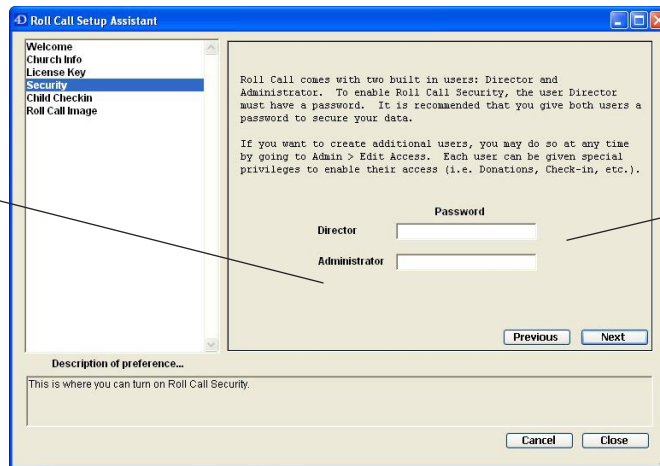 Roll Call Setup Assistant
Welcome
Church Info
License Key
Security
Child Checkin
Roll Call Image
Roll Call comes with two built in users: Director and
Administrator. To enable Roll Call Security, the user Director
must have a password. It is recommended that you give both users a
password to secure your data.
If you want to create additional users, you may do so at any time
by going to Admin > Edit Access. Each user can be given special
privileges to enable their access (i.e. Donations, Check-in, etc.).
Password
Director
Administrator
Previous
Next
Description of preference...
This is where you can turn on Roll Call Security.
Cancel
Close